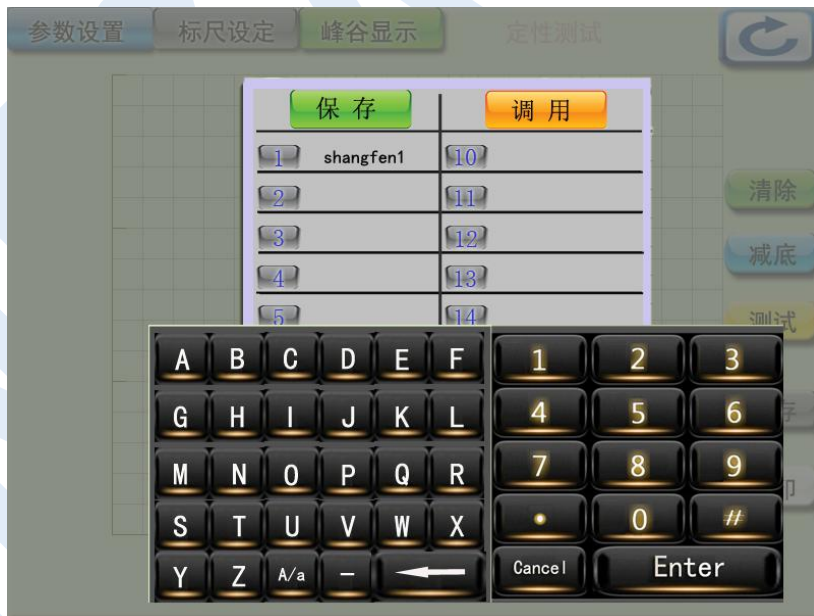 参数设置 标尺设定 峰谷显示 定性测试
保存 调用
1 shangfen1 10
2 11
3 12
清除
4 13
减底
5 14
测试
A B C D E F 1 2 3
G H I J K L 4 5 6
存
M N O P Q R 7 8 9
印
S T U V W X • 0 #
Y Z A/a — Cancel Enter